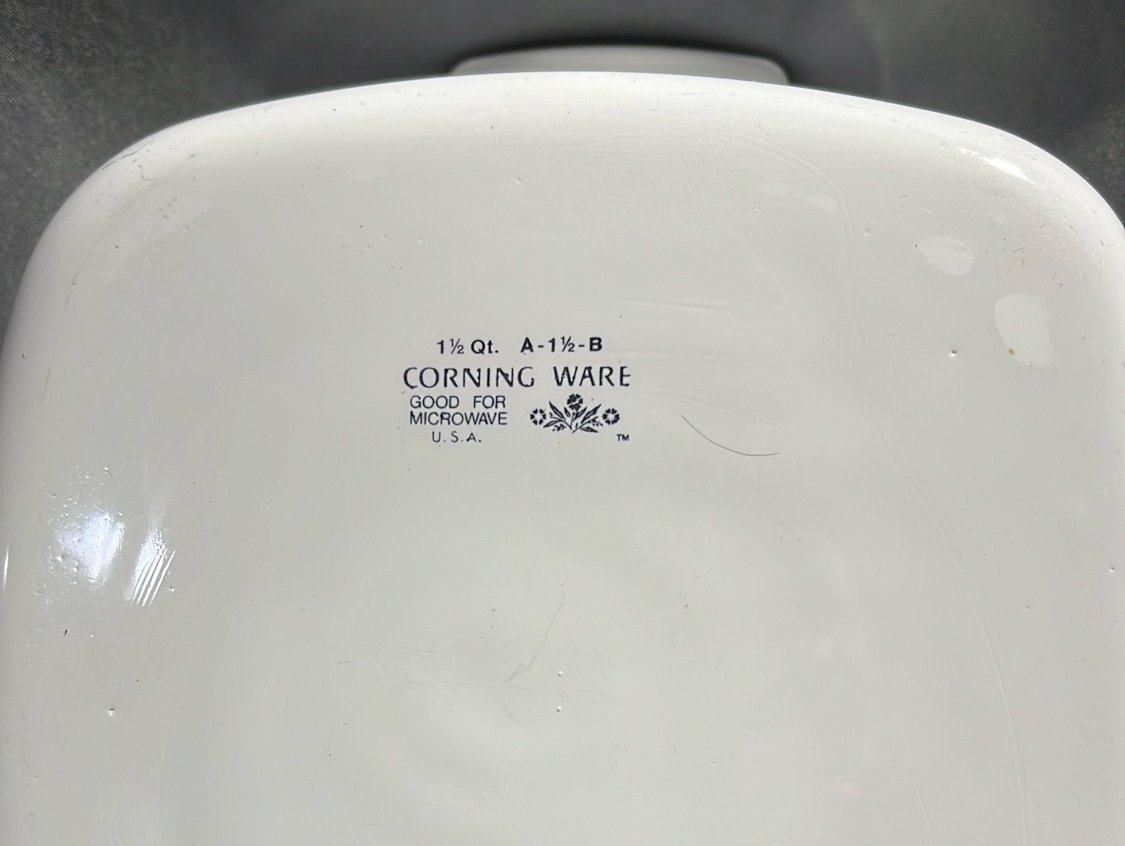 1½ Qt. A-1½-B
CORNING WARE
GOOD FOR
MICROWAVE
U.S.A.
TM